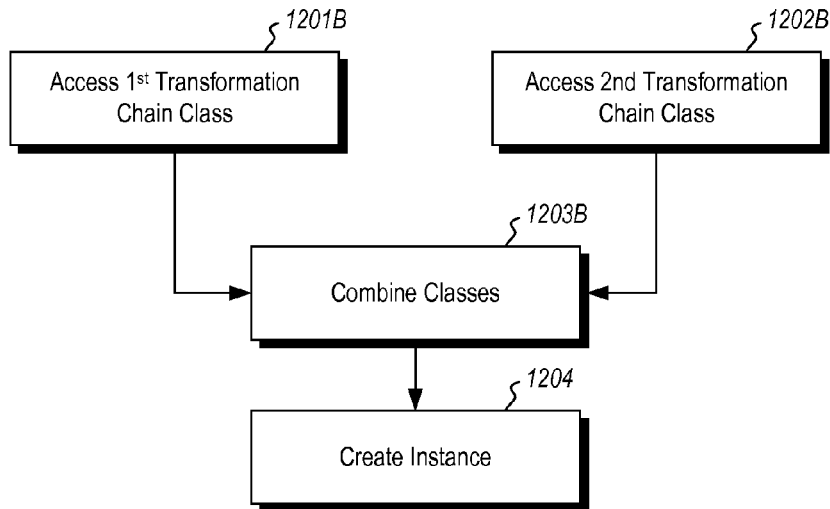 1201B
Access 1st Transformation
Chain Class
1202B
Access 2nd Transformation
Chain Class
1203B
Combine Classes
1204
Create Instance